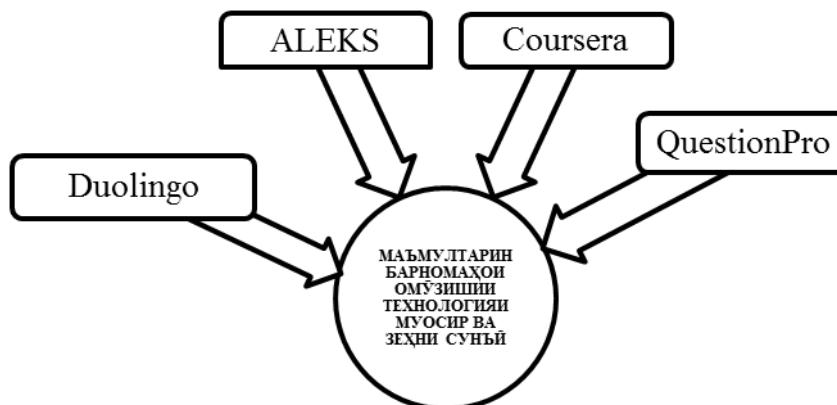 ALEKS
Coursera
QuestionPro
Duolingo
МАЪМУЛТАРИН
БАРНОМАҲОИ
ОМӮЗИШИИ
ТЕХНОЛОГИЯИ
МУОСИР ВА
ЗЕҲНИ СУНЪӢ